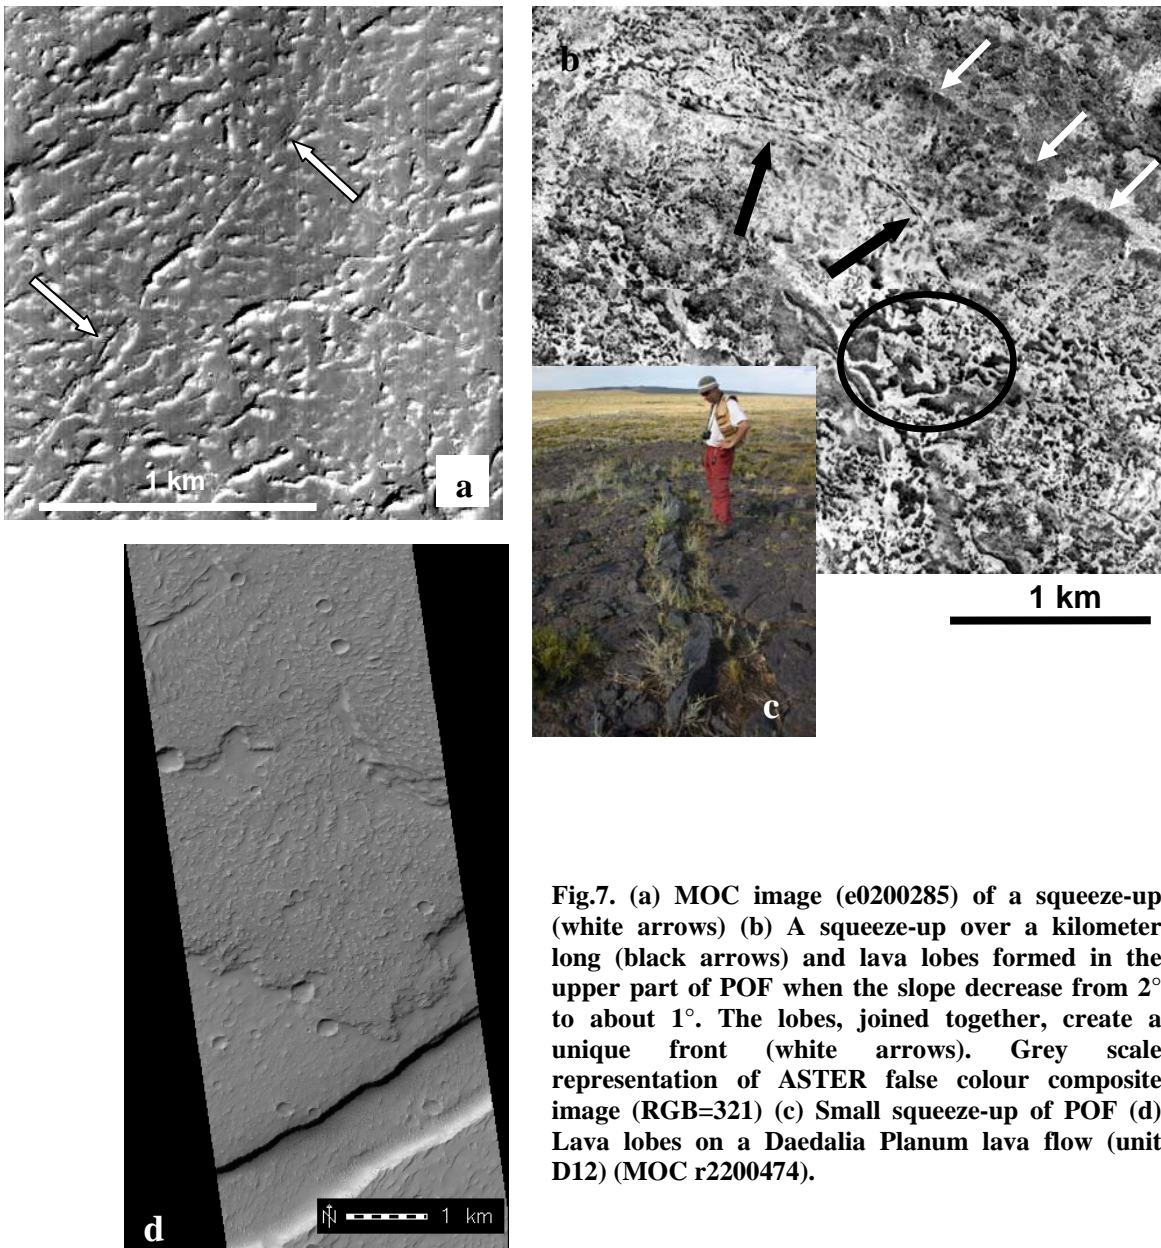 b
1 km
a
1 km
c
1 km
d
N
Fig.7. (a) MOC image (e0200285) of a squeeze-up
(white arrows) (b) A squeeze-up over a kilometer
long (black arrows) and lava lobes formed in the
upper part of POF when the slope decrease from 2°
to about 1°. The lobes, joined together, create a
unique front (white arrows). Grey scale
representation of ASTER false colour composite
image (RGB=321) (c) Small squeeze-up of POF (d)
Lava lobes on a Daedalia Planum lava flow (unit
D12) (MOC r2200474).